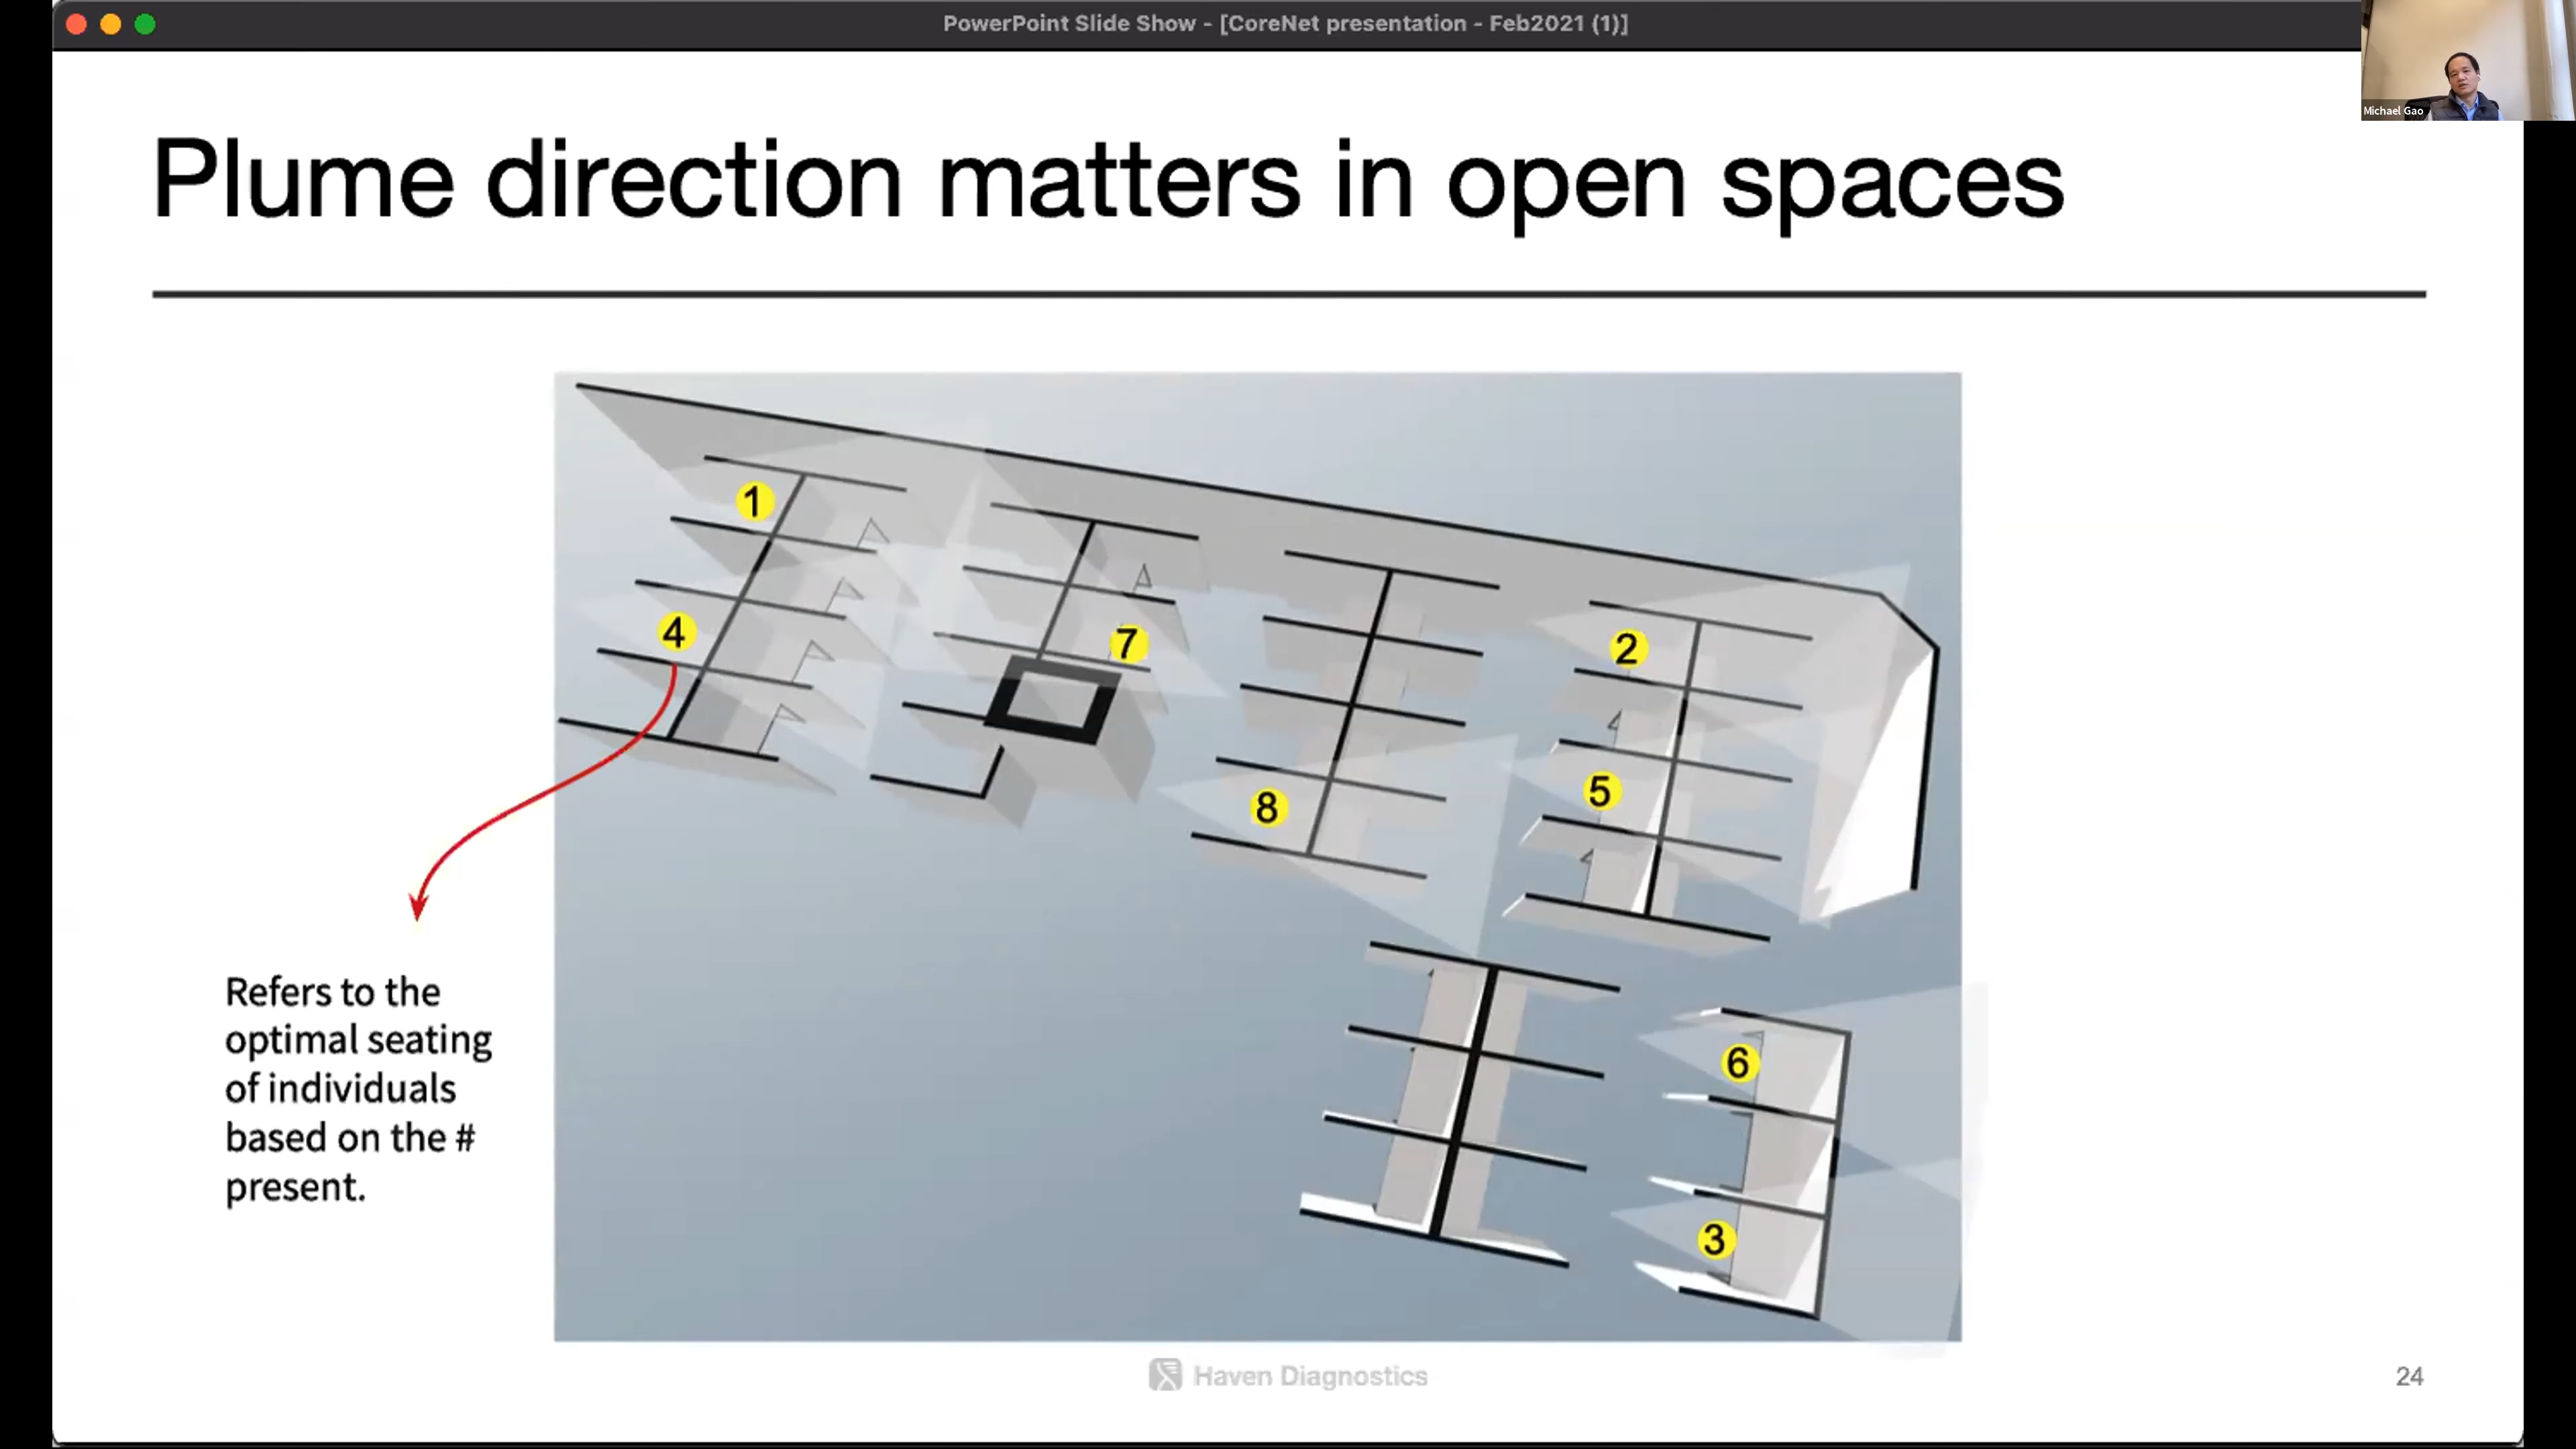 PowerPoint Slide Show - [CoreNet presentation - Feb2021 (1)]
Michael Gao
Plume direction matters in open spaces
1
4
7
2
8
5
6
3
Refers to the
optimal seating
of individuals
based on the #
present.
Haven Diagnostics
24